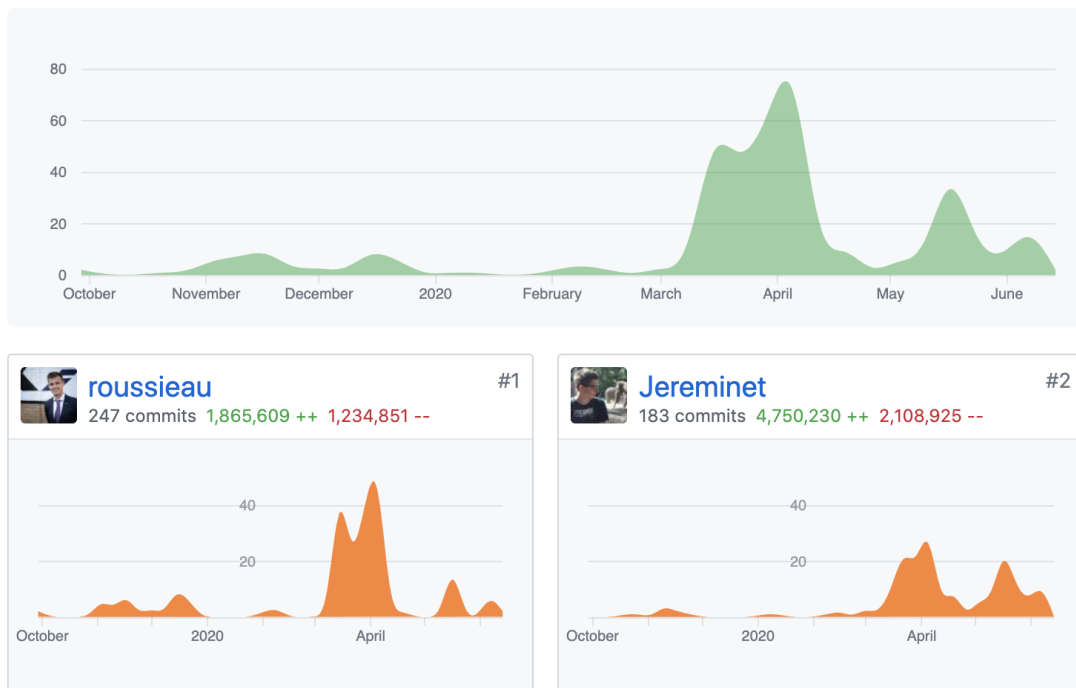 80
60
40
20
0
October November December 2020 February March April May June
roussieau #1
247 commits 1,865,609 ++ 1,234,851 --
40
20
October 2020 April
Jereminet #2
183 commits 4,750,230 ++ 2,108,925 --
40
20
October 2020 April